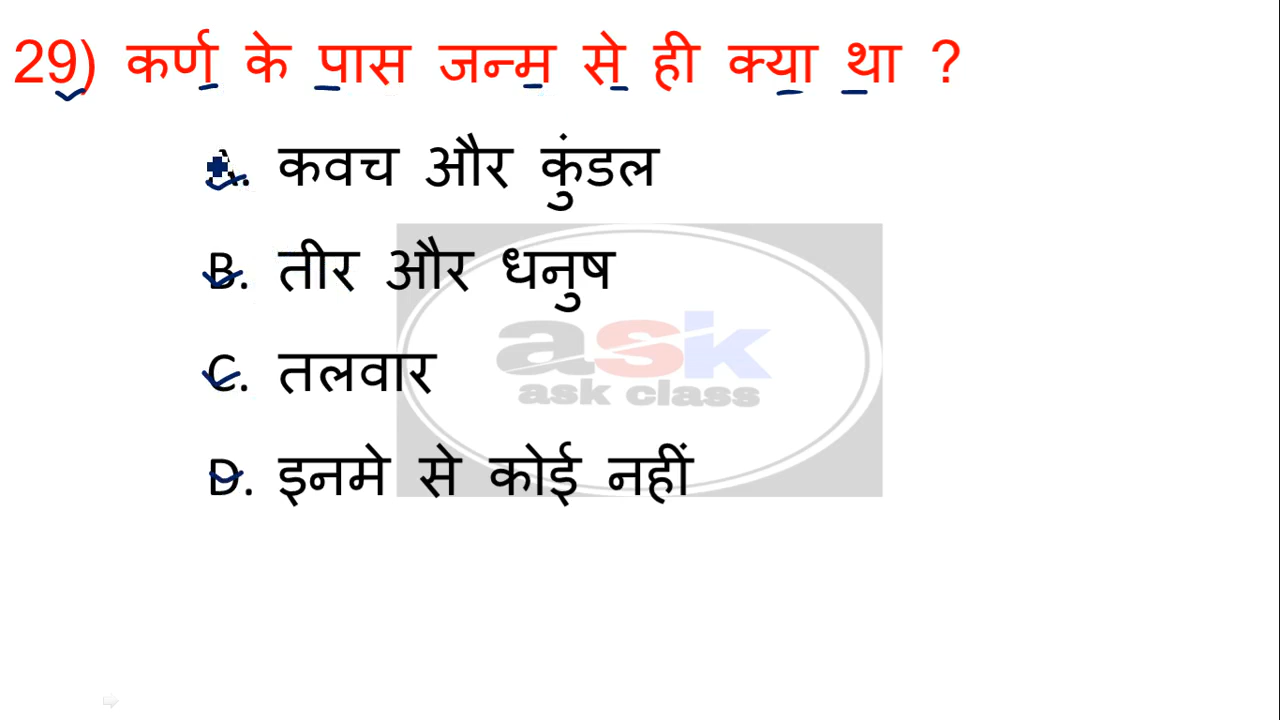 29) कर्ण के पास जन्म से ही क्या था ?
A. कवच और कुंडल
B. तीर और धनुष
C. तलवार
D. इनमे से कोई नहीं
ask
ask class